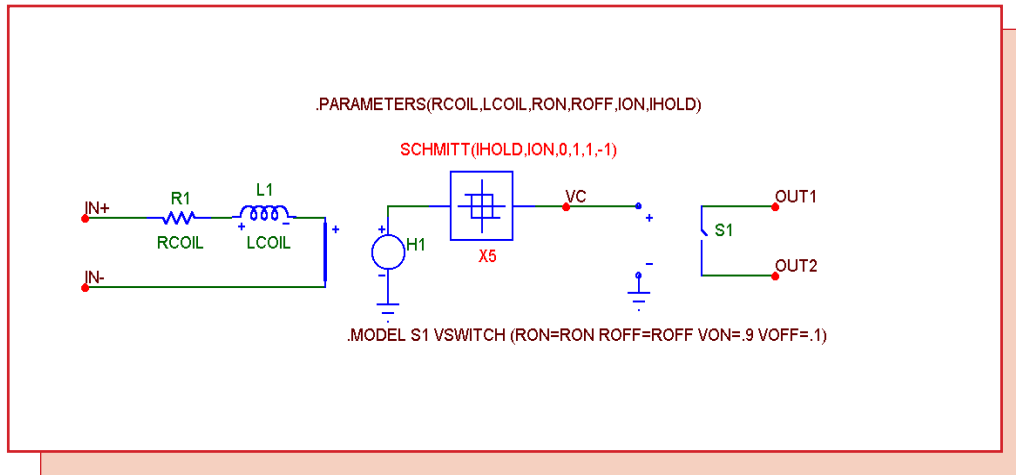 .PARAMETERS(RCOIL,LCOIL,RON,ROFF,ION,IHOLD)
SCHMITT(IHOLD,ION,0,1,1,-1)
IN+
R1
L1
VC
OUT1
+
-
RCOIL
LCOIL
+
+
-
H1
X5
+
-
S1
IN-
OUT2
.MODEL S1 VSWITCH (RON=RON ROFF=ROFF VON=.9 VOFF=.1)